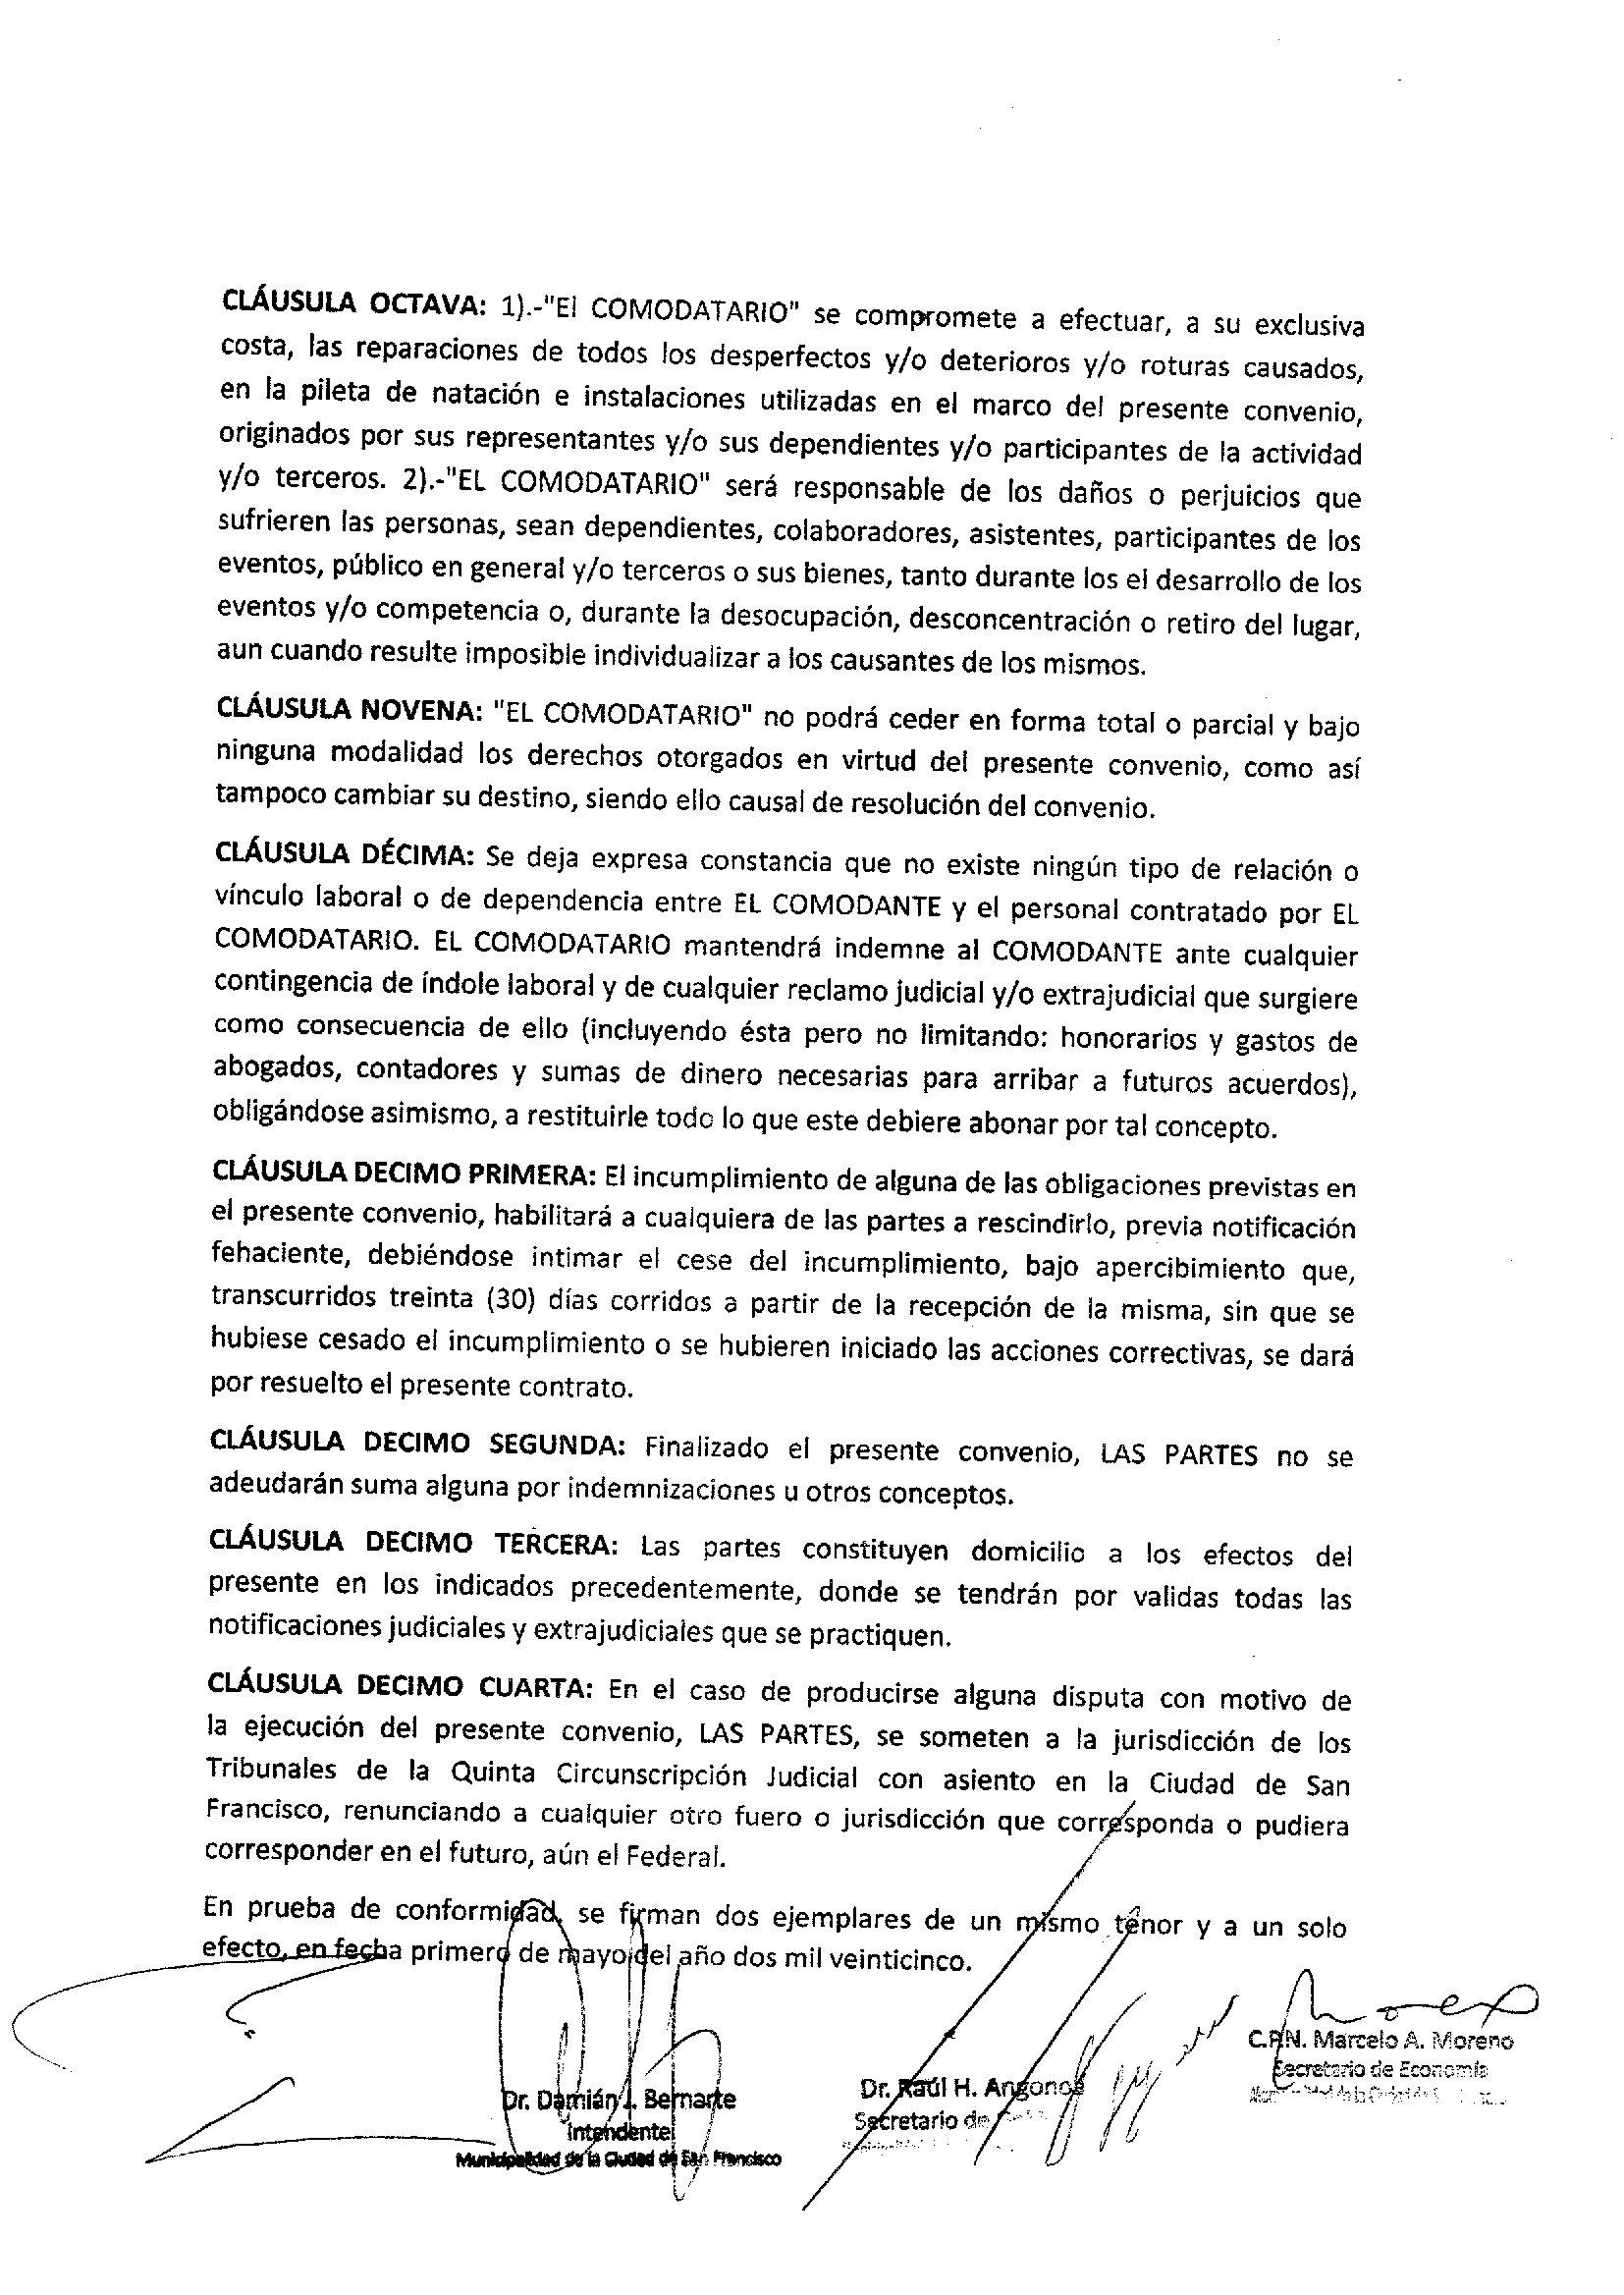 CLÁUSULA OCTAVA: 1).-"El COMODATARIO" se compromete a efectuar, a su exclusiva
costa, las reparaciones de todos los desperfectos y/o deterioros y/o roturas causados,
en la pileta de natación e instalaciones utilizadas en el marco del presente convenio,
originados por sus representantes y/o sus dependientes y/o participantes de la actividad
y/o terceros. 2).-"EL COMODATARIO" será responsable de los daños o perjuicios que
sufrieren las personas, sean dependientes, colaboradores, asistentes, participantes de los
eventos, público en general y/o terceros o sus bienes, tanto durante los el desarrollo de los
eventos y/o competencia o, durante la desocupación, desconcentración o retiro del lugar,
aun cuando resulte imposible individualizar a los causantes de los mismos.
CLÁUSULA NOVENA: "EL COMODATARIO" no podrá ceder en forma total o parcial y bajo
ninguna modalidad los derechos otorgados en virtud del presente convenio, como así
tampoco cambiar su destino, siendo ello causal de resolución del convenio.
CLÁUSULA DÉCIMA: Se deja expresa constancia que no existe ningún tipo de relación o
vínculo laboral o de dependencia entre EL COMODANTE y el personal contratado por EL
COMODATARIO. EL COMODATARIO mantendrá indemne al COMODANTE ante cualquier
contingencia de índole laboral y de cualquier reclamo judicial y/o extrajudicial que surgiere
como consecuencia de ello (incluyendo ésta pero no limitando: honorarios y gastos de
abogados, contadores y sumas de dinero necesarias para arribar a futuros acuerdos),
obligándose asimismo, a restituirle todo lo que este debiere abonar por tal concepto.
CLÁUSULA DECIMO PRIMERA: El incumplimiento de alguna de las obligaciones previstas en
el presente convenio, habilitará a cualquiera de las partes a rescindirlo, previa notificación
fehaciente, debiéndose intimar el cese del incumplimiento, bajo apercibimiento que,
transcurridos treinta (30) días corridos a partir de la recepción de la misma, sin que se
hubiese cesado el incumplimiento o se hubieren iniciado las acciones correctivas, se dará
por resuelto el presente contrato.
CLÁUSULA DECIMO SEGUNDA: Finalizado el presente convenio, LAS PARTES no se
adeudarán suma alguna por indemnizaciones u otros conceptos.
CLÁUSULA DECIMO TERCERA: Las partes constituyen domicilio a los efectos del
presente en los indicados precedentemente, donde se tendrán por validas todas las
notificaciones judiciales y extrajudiciales que se practiquen.
CLÁUSULA DECIMO CUARTA: En el caso de producirse alguna disputa con motivo de
la ejecución del presente convenio, LAS PARTES, se someten a la jurisdicción de los
Tribunales de la Quinta Circunscripción Judicial con asiento en la Ciudad de San
Francisco, renunciando a cualquier otro fuero o jurisdicción que corresponda o pudiera
corresponder en el futuro, aún el Federal.
En prueba de conformidad, se firman dos ejemplares de un mismo tenor y a un solo
efecto, en fecha primero de mayo del año dos mil veinticinco.
C.P.N. Marcelo A. Moreno
Secretario de Economía
Dr. Raúl H. Angonoa
Secretario de
Dr. Damián J. Bernarte
Intendente
Municipalidad de la Ciudad de San Francisco